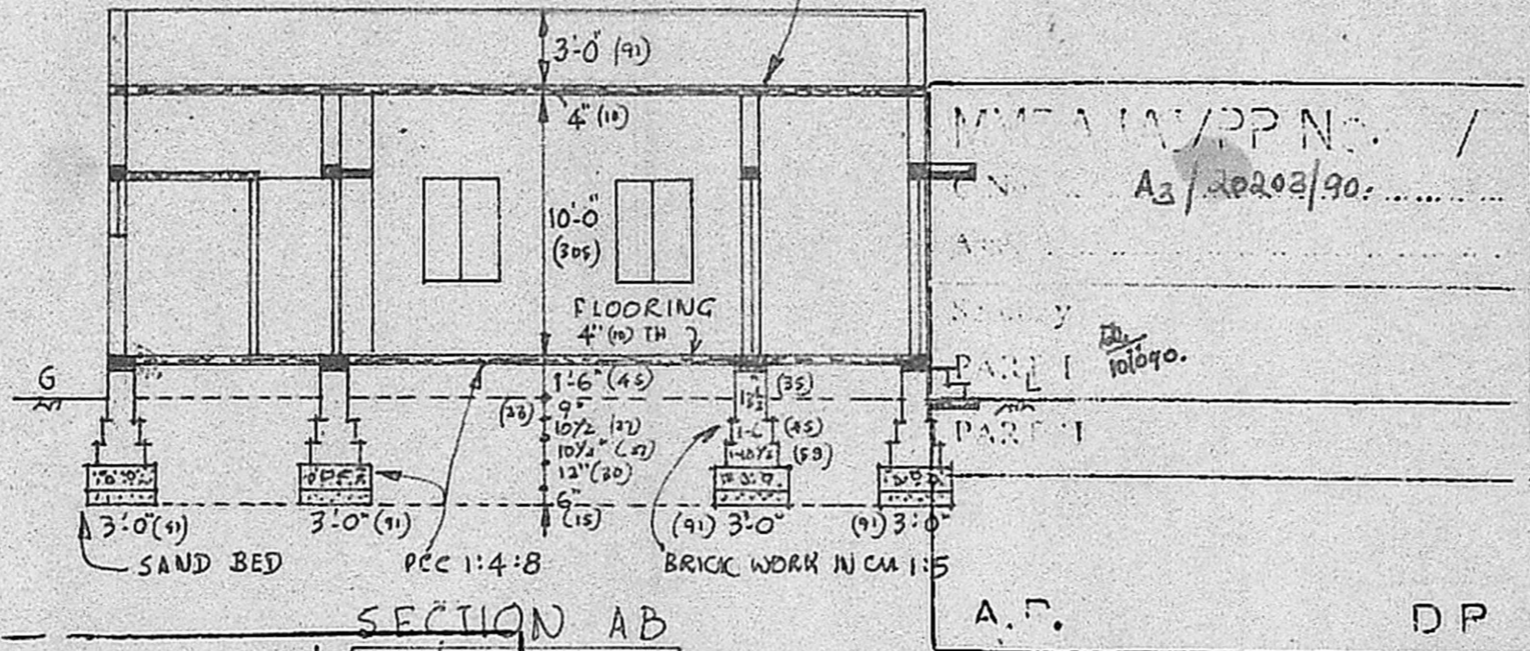 3'-0" (91)
4" (10)
10'-0"
(305)
FLOORING
4" (10) TH
G
1'-6" (45)
(35)
(23)
9"
13½
10½ (27)
1-6
(45)
10½" (27)
1-10½
(59)
12" (30)
6"
(15)
3'-0" (91)
3'-0" (91)
(91) 3'-0"
(91) 3'-0"
SAND BED
PCC 1:4:8
BRICK WORK IN CM 1:5
SECTION AB
PP No. /
A3/20203/90.
PART I
PART II
D P